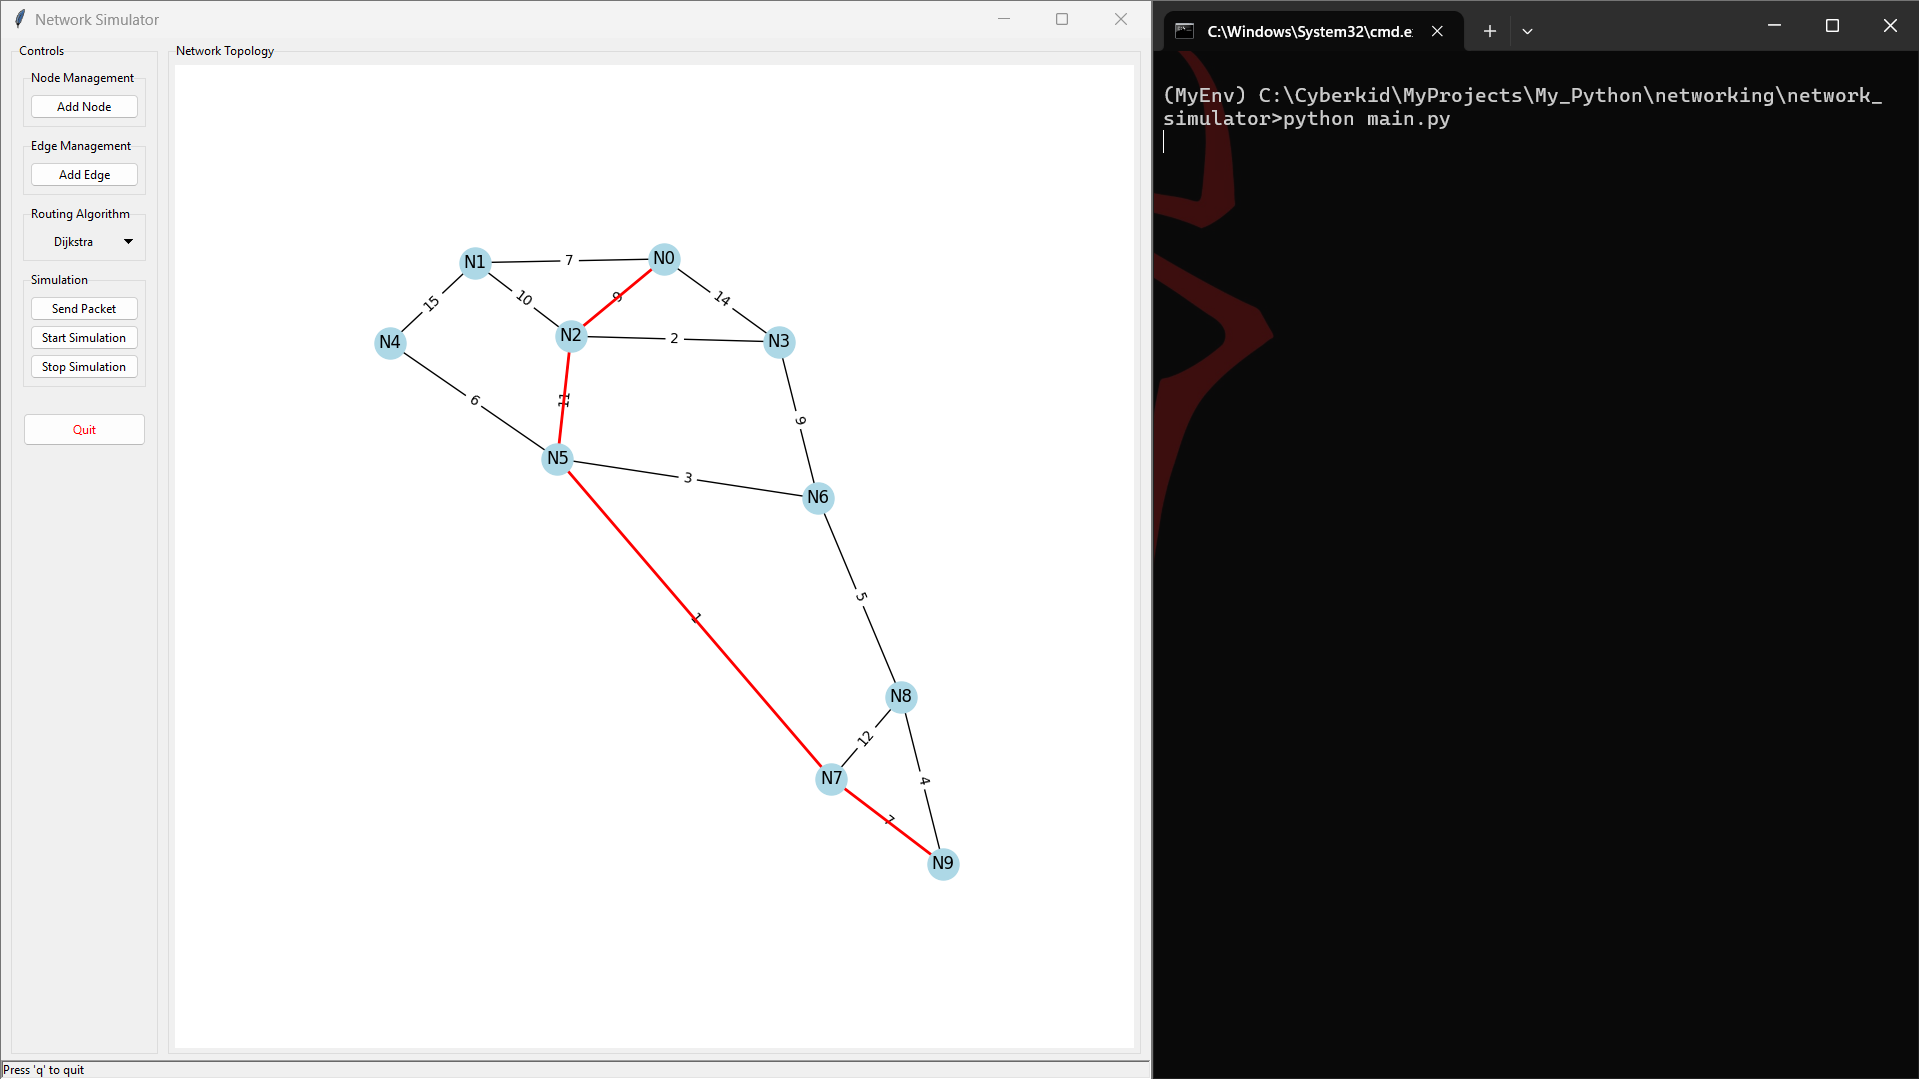 Network Simulator
Controls
Node Management
Add Node
Edge Management
Add Edge
Routing Algorithm
Dijkstra
Simulation
Send Packet
Start Simulation
Stop Simulation
Quit
Network Topology
N1
7
N0
15
10
9
14
N4
N2
2
N3
6
11
9
N5
3
N6
5
1
N8
12
N7
4
7
N9
Press 'q' to quit
C:\Windows\System32\cmd.e
(MyEnv) C:\Cyberkid\MyProjects\My_Python\networking\network_
simulator>python main.py